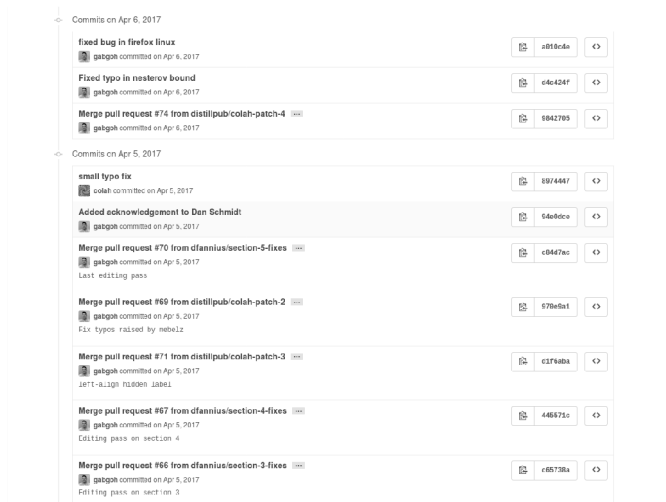 Commits on Apr 6, 2017
fixed bug in firefox linux
gabgoh committed on Apr 6, 2017
Fixed typo in nesterov bound
gabgoh committed on Apr 6, 2017
d4c424f
Merge pull request #74 from distillpub/colah-patch-4 ...
gabgoh committed on Apr 6, 2017
9842705
Commits on Apr 5, 2017
small typo fix
colah committed on Apr 5, 2017
8974447
Added acknowledgement to Dan Schmidt
gabgoh committed on Apr 5, 2017
Merge pull request #70 from dfannius/section-5-fixes ...
gabgoh committed on Apr 5, 2017
c84d7ac
Last editing pass
Merge pull request #69 from distillpub/colah-patch-2 ...
gabgoh committed on Apr 5, 2017
Fix typos raised by nebelz
Merge pull request #71 from distillpub/colah-patch-3 ...
gabgoh committed on Apr 5, 2017
d1f6aba
left-align hidden label
Merge pull request #67 from dfannius/section-4-fixes ...
gabgoh committed on Apr 5, 2017
445571c
Editing pass on section 4
Merge pull request #66 from dfannius/section-3-fixes ...
gabgoh committed on Apr 5, 2017
c65738a
Editing pass on section 3